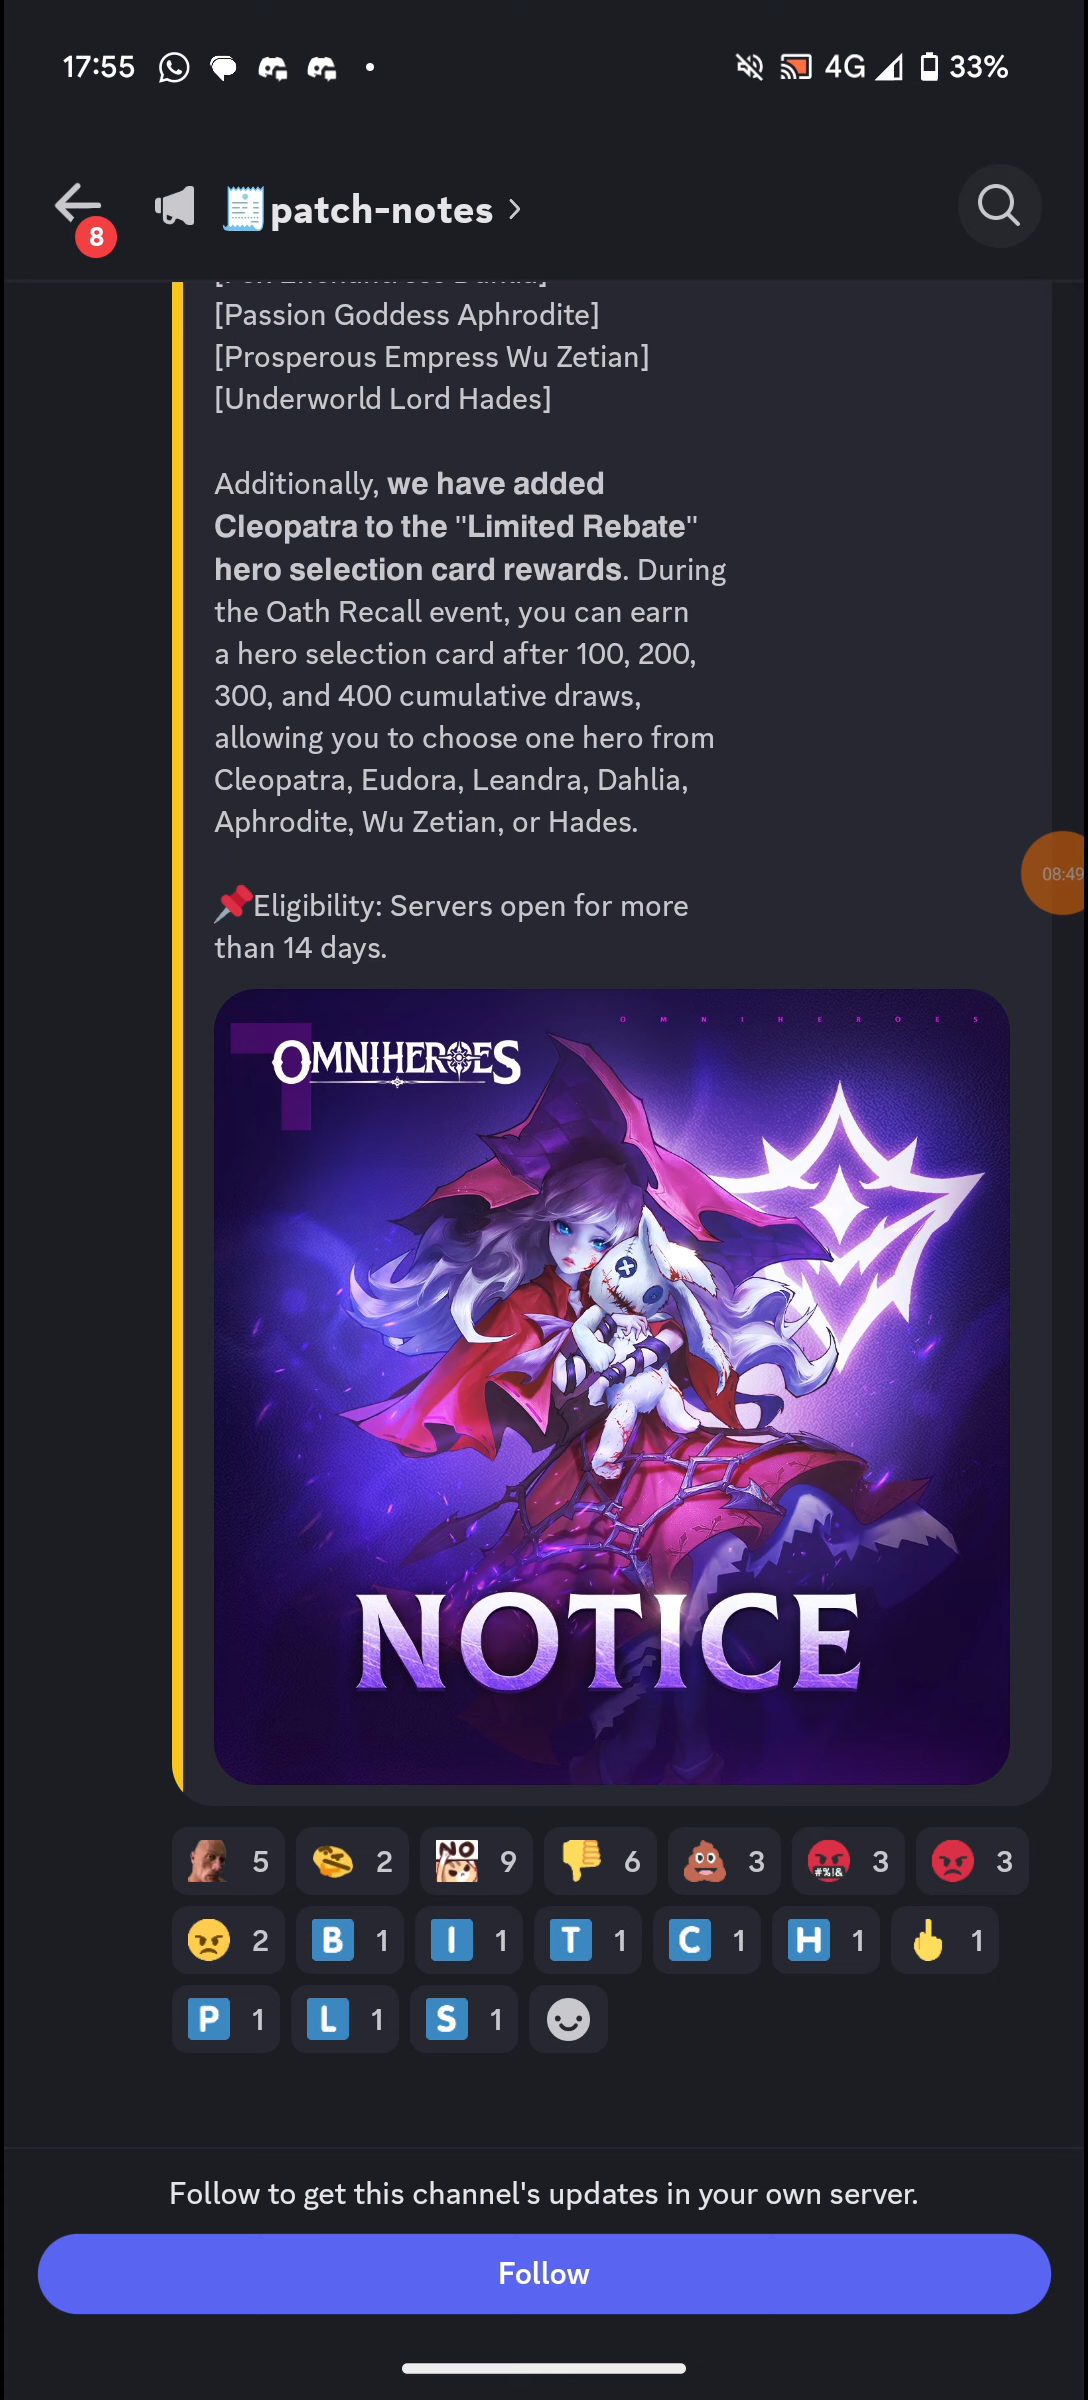 17:55
4G
33%
8
patch-notes
[Passion Goddess Aphrodite]
[Prosperous Empress Wu Zetian]
[Underworld Lord Hades]
Additionally, we have added
Cleopatra to the "Limited Rebate"
hero selection card rewards. During
the Oath Recall event, you can earn
a hero selection card after 100, 200,
300, and 400 cumulative draws,
allowing you to choose one hero from
Cleopatra, Eudora, Leandra, Dahlia,
Aphrodite, Wu Zetian, or Hades.
08:49
📌Eligibility: Servers open for more
than 14 days.
OMNIHEROES
OMNIHEROES
NOTICE
5 2 NO 9 6 3 #%!& 3 3
2 B 1 I 1 T 1 C 1 H 1 1
P 1 L 1 S 1
Follow to get this channel's updates in your own server.
Follow